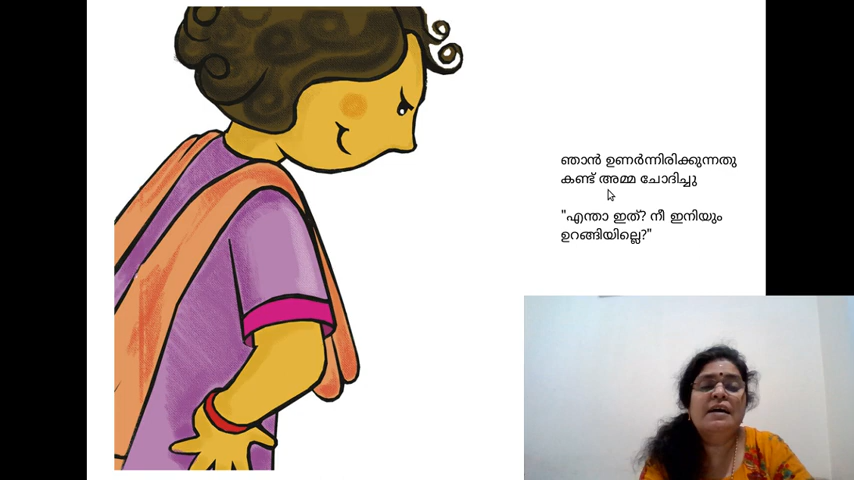 ഞാൻ ഉണർന്നിരിക്കുന്നതു
കണ്ട് അമ്മ ചോദിച്ചു
"എന്താ ഇത്? നീ ഇനിയും
ഉറങ്ങിയില്ലെ?"